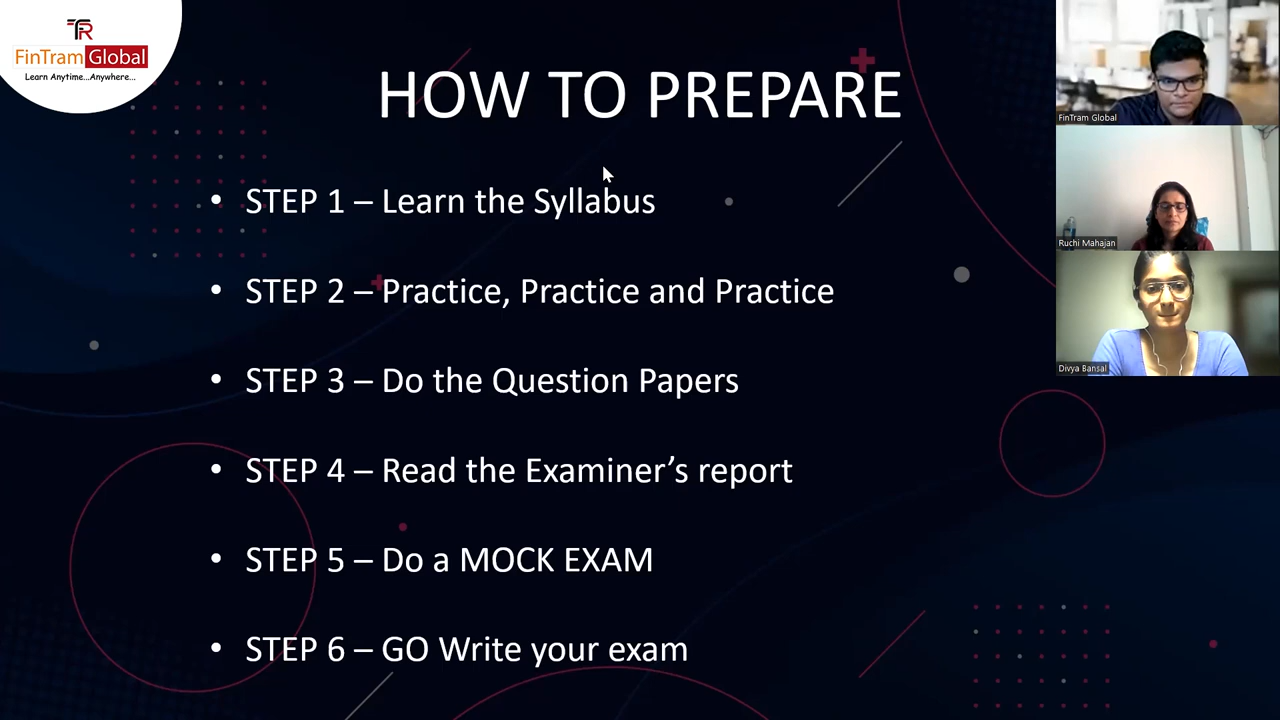 TR
FinTram Global
Learn Anytime...Anywhere...
HOW TO PREPARE
• STEP 1 – Learn the Syllabus
• STEP 2 – Practice, Practice and Practice
• STEP 3 – Do the Question Papers
• STEP 4 – Read the Examiner’s report
• STEP 5 – Do a MOCK EXAM
• STEP 6 – GO Write your exam
FinTram Global
Ruchi Mahajan
Divya Bansal